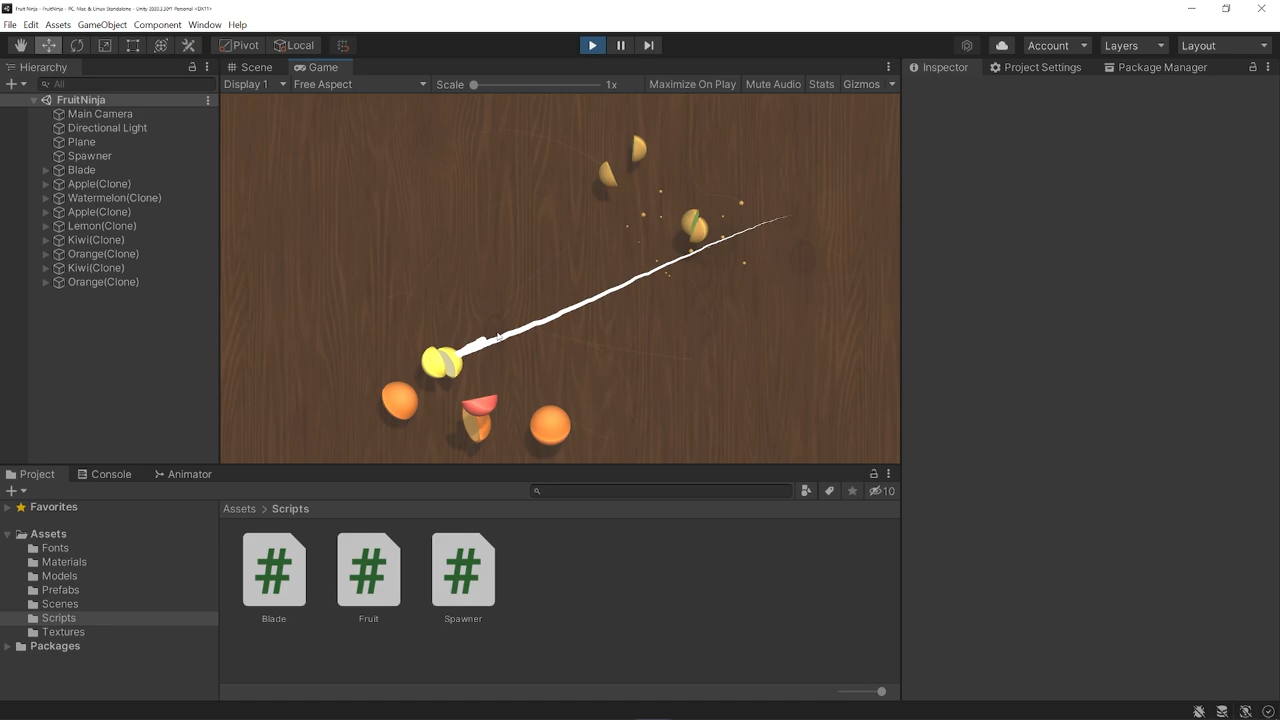 Fruit Ninja - FruitNinja - PC, Mac & Linux Standalone - Unity 2020.3.20f1 Personal <DX11>
File Edit Assets GameObject Component Window Help
Pivot Local Account Layers Layout
Hierarchy Scene Game Inspector Project Settings Package Manager
All Display 1 Free Aspect Scale 1x Maximize On Play Mute Audio Stats Gizmos
FruitNinja
Main Camera
Directional Light
Plane
Spawner
Blade
Apple(Clone)
Watermelon(Clone)
Apple(Clone)
Lemon(Clone)
Kiwi(Clone)
Orange(Clone)
Kiwi(Clone)
Orange(Clone)
Project Console Animator
10
Favorites
Assets
Fonts
Materials
Models
Prefabs
Scenes
Scripts
Textures
Packages
Assets > Scripts
Blade Fruit Spawner